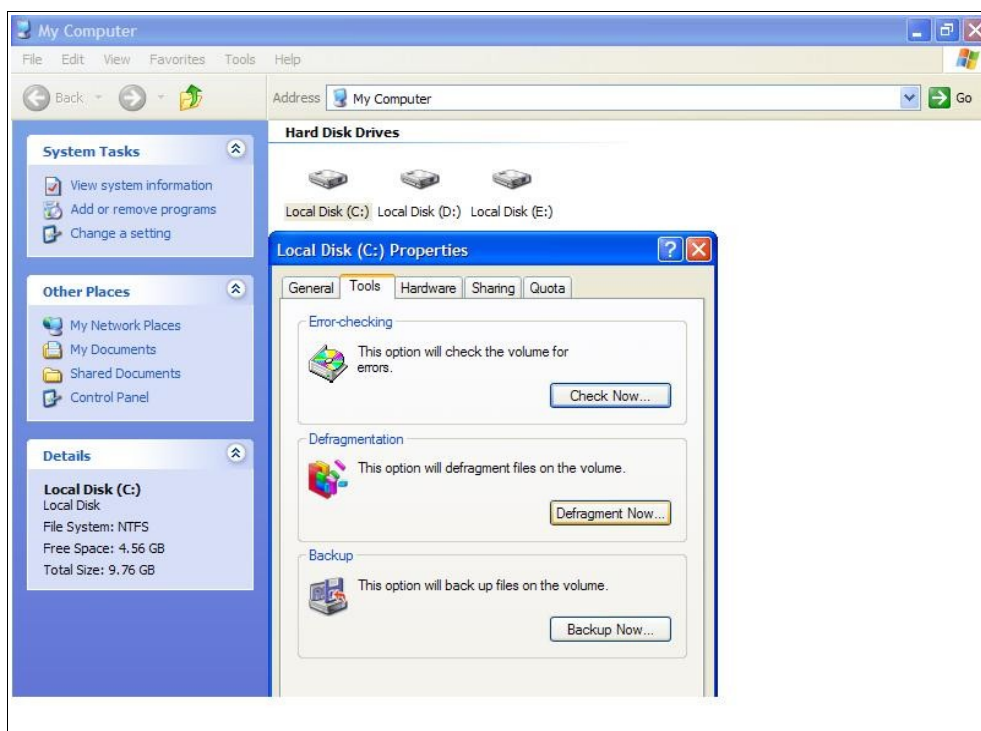 My Computer
File Edit View Favorites Tools Help
Back
Address My Computer Go
System Tasks
View system information
Add or remove programs
Change a setting
Other Places
My Network Places
My Documents
Shared Documents
Control Panel
Details
Local Disk (C:)
Local Disk
File System: NTFS
Free Space: 4.56 GB
Total Size: 9.76 GB
Hard Disk Drives
Local Disk (C:) Local Disk (D:) Local Disk (E:)
Local Disk (C:) Properties
General Tools Hardware Sharing Quota
Error-checking
This option will check the volume for
errors.
Check Now...
Defragmentation
This option will defragment files on the volume.
Defragment Now...
Backup
This option will back up files on the volume.
Backup Now...